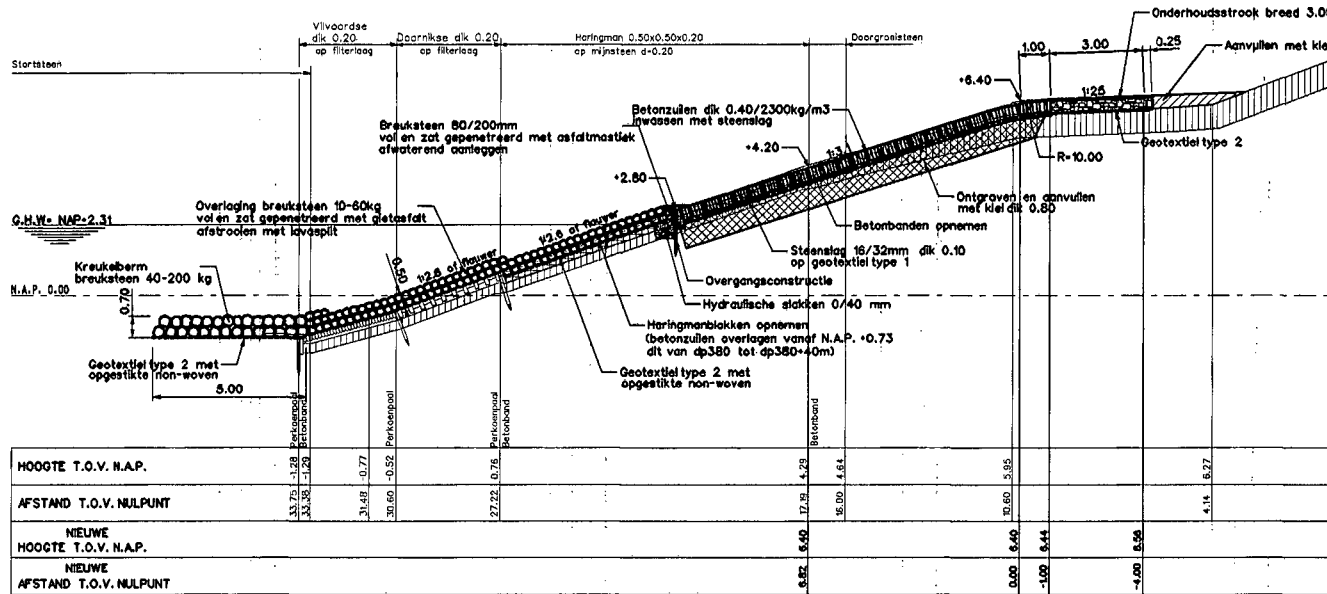 Vilvoordse
dik 0.20
op filterlaag
Doornikse dik 0.20
op filterlaag
Haringman 0.50x0.50x0.20
op mijnsteen d=0.20
Doorgroeisteen
Stortsteen
Onderhoudsstrook breed 3.0
1.00
3.00
0.25
Aanvullen met klei
+6.40
1:25
Betonzuilen dik 0.40/2300kg/m3
inwassen met steenslag
Breuksteen 80/200mm
vol en zat gepenetreerd met asfaltmastiek
afwaterend aanleggen
Geotextiel type 2
+4.20
1:3
R=10.00
+2.80
Ontgraven en aanvullen
met klei dik 0.80
Overlaging breuksteen 10-60kg
vol en zat gepenetreerd met gietasfalt
afstrooien met lavasplit
G.H.W= NAP+2.31
1:2.6 of flauwer
Betonbanden opnemen
Steenslag 16/32mm dik 0.10
op geotextiel type 1
Kreukelberm
breuksteen 40-200 kg
0.50
1:2.6 of flauwer
Overgangsconstructie
N.A.P. 0.00
0.70
Hydraulische slakken 0/40 mm
Haringmanblokken opnemen
(betonzuilen overlagen vanaf N.A.P. +0.73
dit van dp380 tot dp380+40m)
Geotextiel type 2 met
opgestikte non-woven
Geotextiel type 2 met
opgestikte non-woven
5.00
Perkoenpaal
Betonband
Perkoenpaal
Perkoenpaal
Betonband
Betonband
HOOGTE T.O.V. N.A.P.
-1.28
-1.29
-0.77
-0.52
0.76
4.29
4.64
5.95
6.27
AFSTAND T.O.V. NULPUNT
33.75
33.38
31.48
30.60
27.22
17.19
16.00
10.60
4.14
NIEUWE
HOOGTE T.O.V. N.A.P.
6.40
6.40
6.44
6.56
NIEUWE
AFSTAND T.O.V. NULPUNT
6.82
0.00
-1.00
-4.00